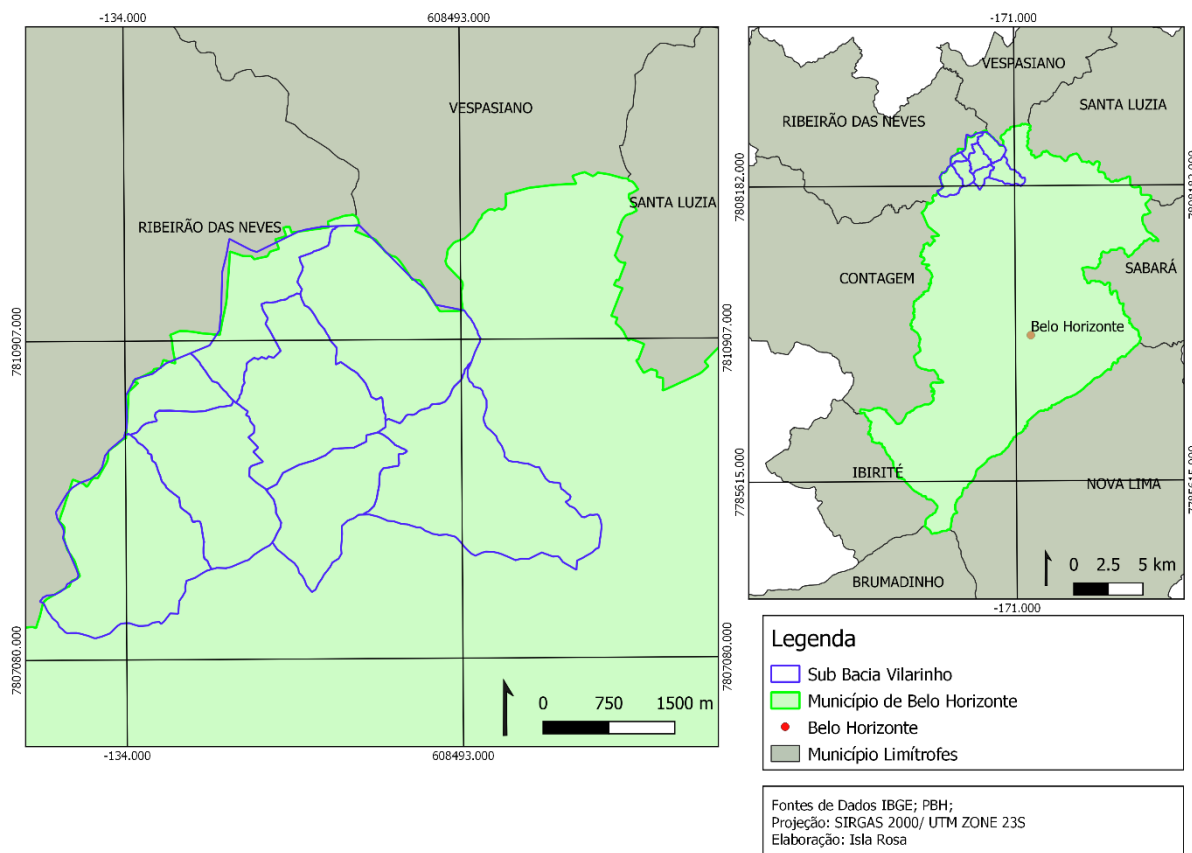 -134.000
608493.000
-171.000
VESPASIANO
SANTA LUZIA
RIBEIRÃO DAS NEVES
7810907.000
7810907.000
7807080.000
7807080.000
0 750 1500 m
-134.000
608493.000
VESPASIANO
SANTA LUZIA
RIBEIRÃO DAS NEVES
7808182.000
7808182.000
CONTAGEM
SABARÁ
Belo Horizonte
IBIRITÉ
NOVA LIMA
7785615.000
7785615.000
BRUMADINHO
0 2.5 5 km
-171.000
Legenda
Sub Bacia Vilarinho
Município de Belo Horizonte
Belo Horizonte
Município Limítrofes
Fontes de Dados IBGE; PBH;
Projeção: SIRGAS 2000/ UTM ZONE 23S
Elaboração: Isla Rosa